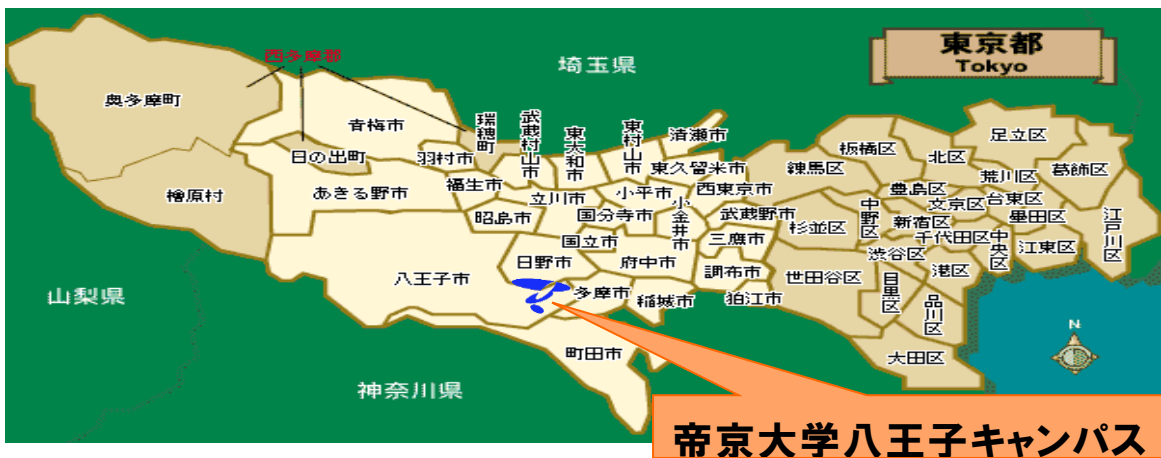 東京都
Tokyo
埼玉県
西多摩郡
奥多摩町
青梅市
瑞穂町
武蔵村山市
東大和市
東村山市
清瀬市
日の出町
羽村市
東久留米市
檜原村
あきる野市
福生市
立川市
小平市
西東京市
昭島市
国分寺市
小金井市
武蔵野市
国立市
三鷹市
八王子市
日野市
府中市
調布市
多摩市
稲城市
狛江市
町田市
練馬区
板橋区
北区
足立区
荒川区
葛飾区
豊島区
文京区
台東区
墨田区
江戸川区
杉並区
中野区
新宿区
千代田区
中央区
江東区
渋谷区
世田谷区
目黒区
港区
品川区
大田区
山梨県
神奈川県
N
帝京大学八王子キャンパス